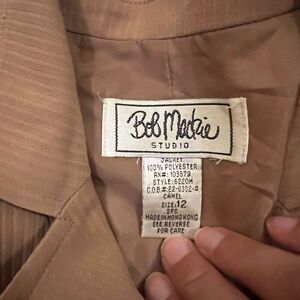 Bob Mackie
STUDIO
JACKET
100% POLYESTER
RN#: 103579
STYLE: 6220H
C.O.B.#: 22-0302-4
CAMEL
SIZE: 12
2PC
MADE IN HONG KONG
SEE REVERSE
FOR CARE